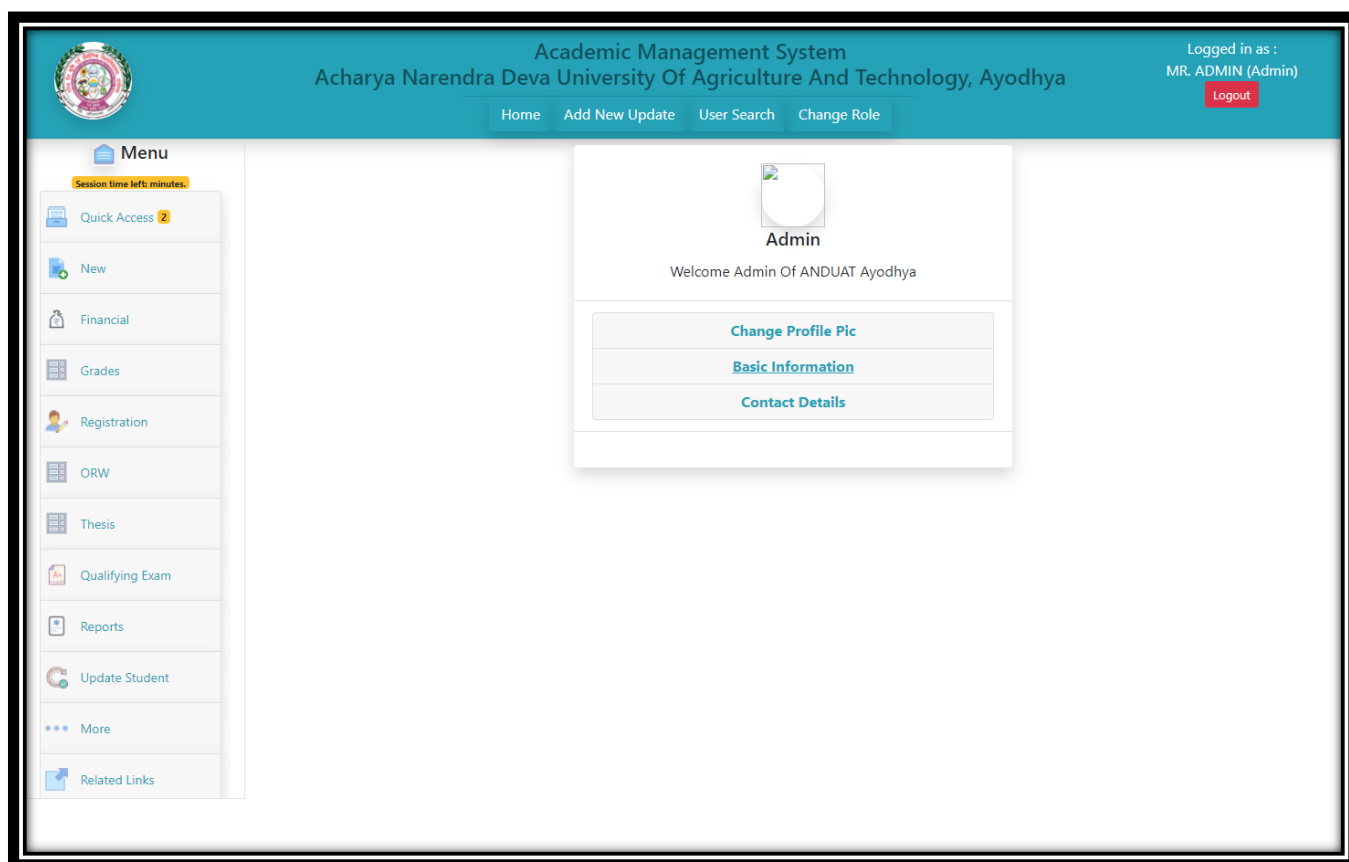 Academic Management System
Acharya Narendra Deva University Of Agriculture And Technology, Ayodhya
Home Add New Update User Search Change Role
Logged in as :
MR. ADMIN (Admin)
Logout
Menu
Session time left: minutes.
Quick Access 2
New
Financial
Grades
Registration
ORW
Thesis
Qualifying Exam
Reports
Update Student
More
Related Links
Admin
Welcome Admin Of ANDUAT Ayodhya
Change Profile Pic
Basic Information
Contact Details